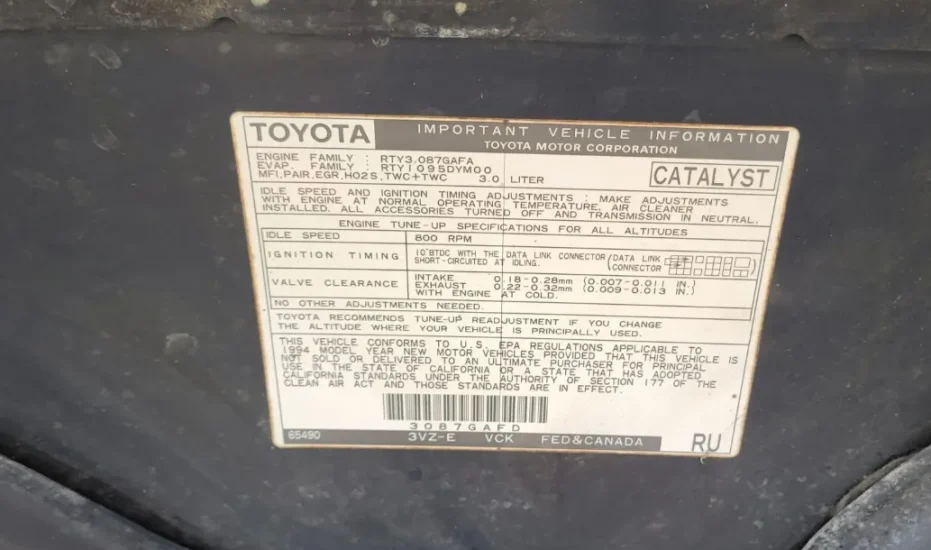 TOYOTA IMPORTANT VEHICLE INFORMATION
TOYOTA MOTOR CORPORATION
ENGINE FAMILY : RTY3.087GAFA
EVAP. FAMILY : RTY1095DYM00
MFI,PAIR,EGR,HO2S,TWC+TWC 3.0 LITER
CATALYST
IDLE SPEED AND IGNITION TIMING ADJUSTMENTS : MAKE ADJUSTMENTS
WITH ENGINE AT NORMAL OPERATING TEMPERATURE, AIR CLEANER
INSTALLED, ALL ACCESSORIES TURNED OFF AND TRANSMISSION IN NEUTRAL.
ENGINE TUNE-UP SPECIFICATIONS FOR ALL ALTITUDES
IDLE SPEED 800 RPM
IGNITION TIMING 10°BTDC WITH THE DATA LINK CONNECTOR (DATA LINK
SHORT-CIRCUITED AT IDLING. CONNECTOR
VALVE CLEARANCE INTAKE 0.18-0.28mm (0.007-0.011 IN.)
EXHAUST 0.22-0.32mm (0.009-0.013 IN.)
WITH ENGINE AT COLD.
NO OTHER ADJUSTMENTS NEEDED.
TOYOTA RECOMMENDS TUNE-UP READJUSTMENT IF YOU CHANGE
THE ALTITUDE WHERE YOUR VEHICLE IS PRINCIPALLY USED.
THIS VEHICLE CONFORMS TO U.S. EPA REGULATIONS APPLICABLE TO
1994 MODEL YEAR NEW MOTOR VEHICLES PROVIDED THAT THIS VEHICLE IS
NOT SOLD OR DELIVERED TO AN ULTIMATE PURCHASER FOR PRINCIPAL
USE IN THE STATE OF CALIFORNIA OR A STATE THAT HAS ADOPTED
CALIFORNIA STANDARDS UNDER THE AUTHORITY OF SECTION 177 OF THE
CLEAN AIR ACT AND THOSE STANDARDS ARE IN EFFECT.
3087GAFD
65490 3VZ-E VCK FED&CANADA RU